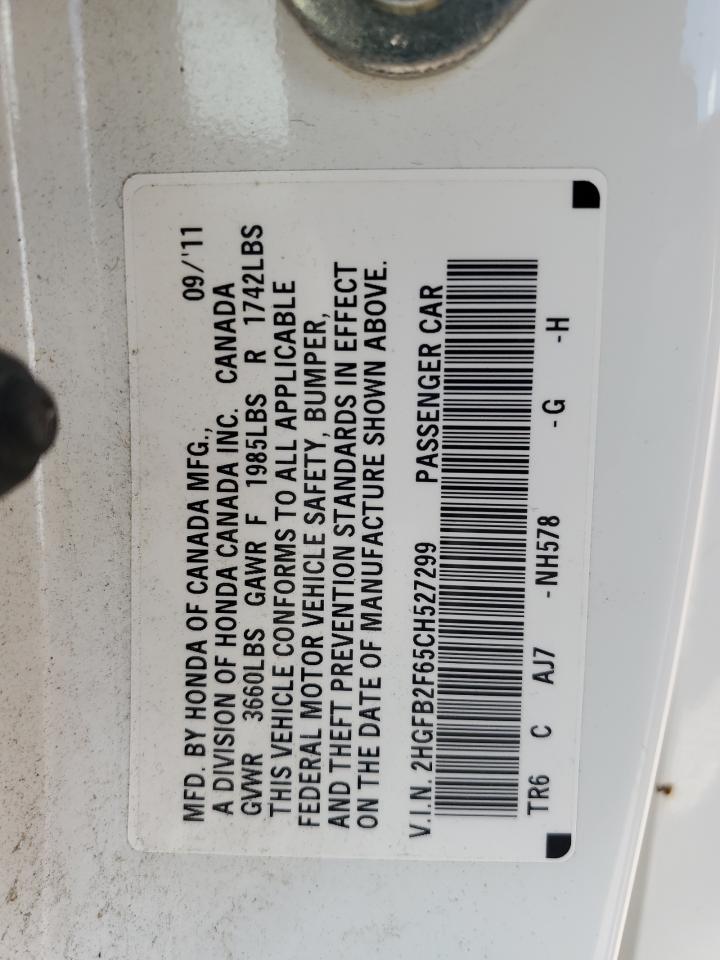 MFD. BY HONDA OF CANADA MFG., 09/'11
A DIVISION OF HONDA CANADA INC. CANADA
GVWR 3660LBS GAWR F 1985LBS R 1742LBS
THIS VEHICLE CONFORMS TO ALL APPLICABLE
FEDERAL MOTOR VEHICLE SAFETY, BUMPER,
AND THEFT PREVENTION STANDARDS IN EFFECT
ON THE DATE OF MANUFACTURE SHOWN ABOVE.
V.I.N. 2HGFB2F65CH527299 PASSENGER CAR
TR6 C AJ7 -NH578 -G -H